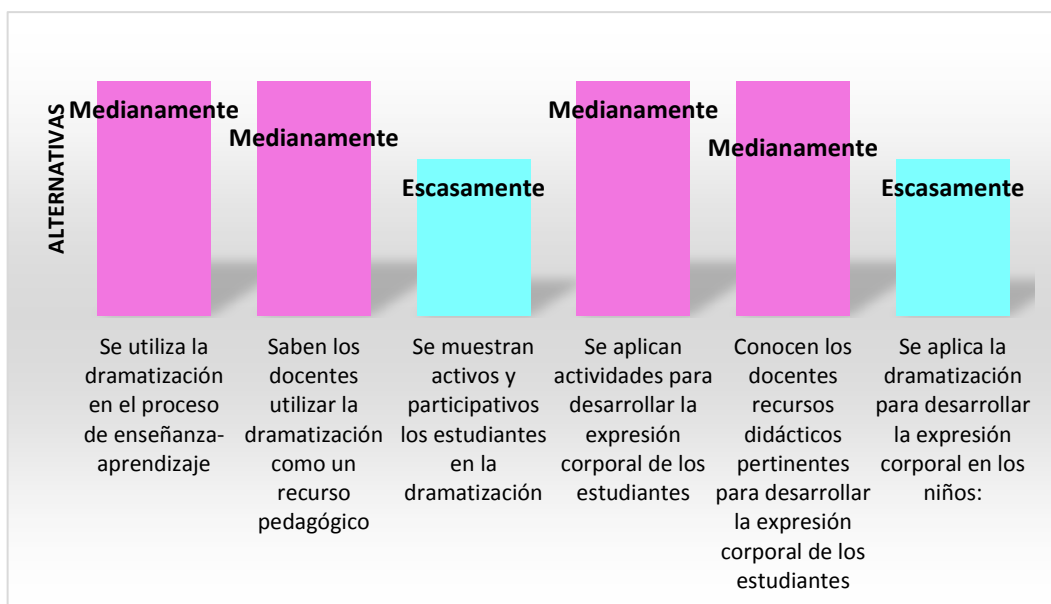 ALTERNATIVAS
Medianamente
Medianamente
Escasamente
Medianamente
Medianamente
Escasamente
Se utiliza la
dramatización
en el proceso
de enseñanza-
aprendizaje
Saben los
docentes
utilizar la
dramatización
como un
recurso
pedagógico
Se muestran
activos y
participativos
los estudiantes
en la
dramatización
Se aplican
actividades para
desarrollar la
expresión
corporal de los
estudiantes
Conocen los
docentes
recursos
didácticos
pertinentes
para desarrollar
la expresión
corporal de los
estudiantes
Se aplica la
dramatización
para desarrollar
la expresión
corporal en los
niños: